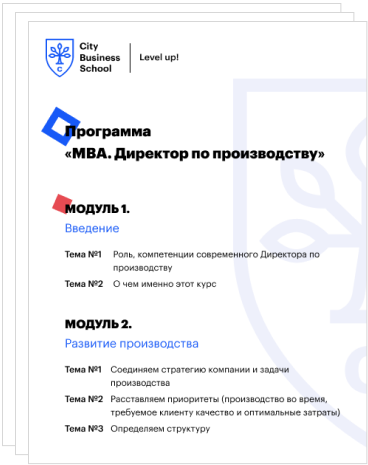 City
Business
School
Level up!
C
Программа
«MBA. Директор по производству»
МОДУЛЬ 1.
Введение
Тема №1 Роль, компетенции современного Директора по
производству
Тема №2 О чем именно этот курс
МОДУЛЬ 2.
Развитие производства
Тема №1 Соединяем стратегию компании и задачи
производства
Тема №2 Расставляем приоритеты (производство во время,
требуемое клиенту качество и оптимальные затраты)
Тема №3 Определяем структуру